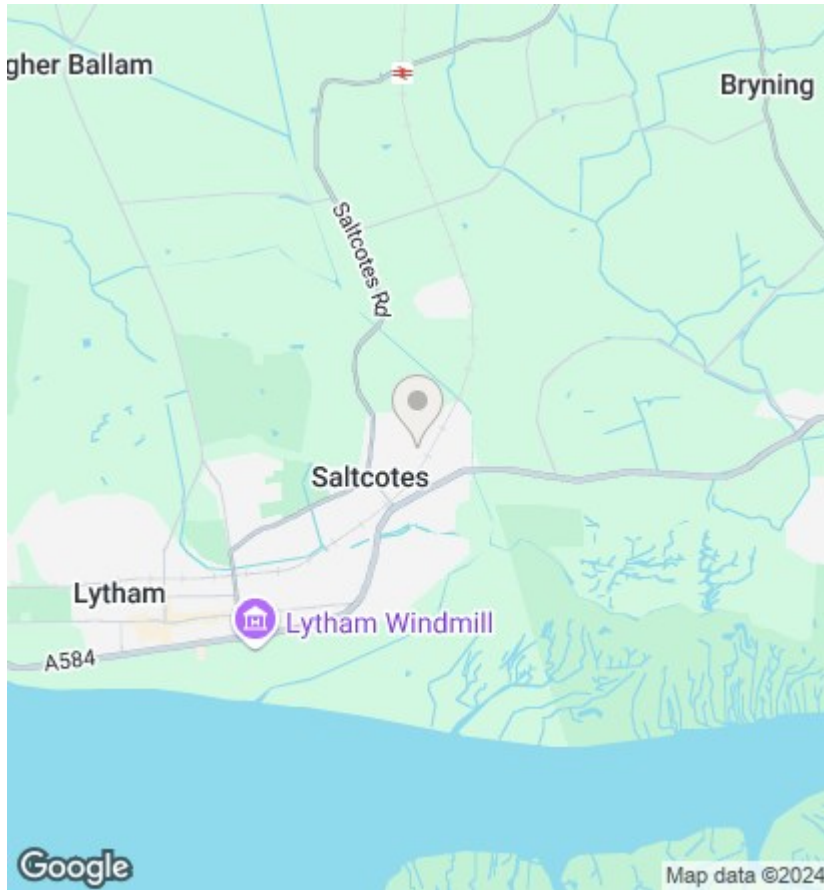 gher Ballam
Bryning
Saltcotes Rd
Saltcotes
Lytham
Lytham Windmill
A584
Google
Map data ©2024